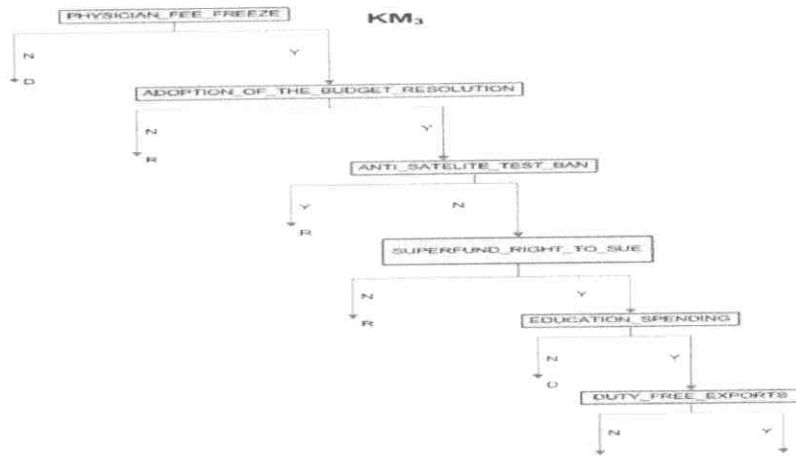 PHYSICIAN_FEE_FREEZE
KM₃
N
Y
D
ADOPTION_OF_THE_BUDGET_RESOLUTION
N
Y
R
ANTI_SATELITE_TEST_BAN
Y
N
R
SUPERFUND_RIGHT_TO_SUE
N
Y
R
EDUCATION_SPENDING
N
Y
D
DUTY_FREE_EXPORTS
N
Y